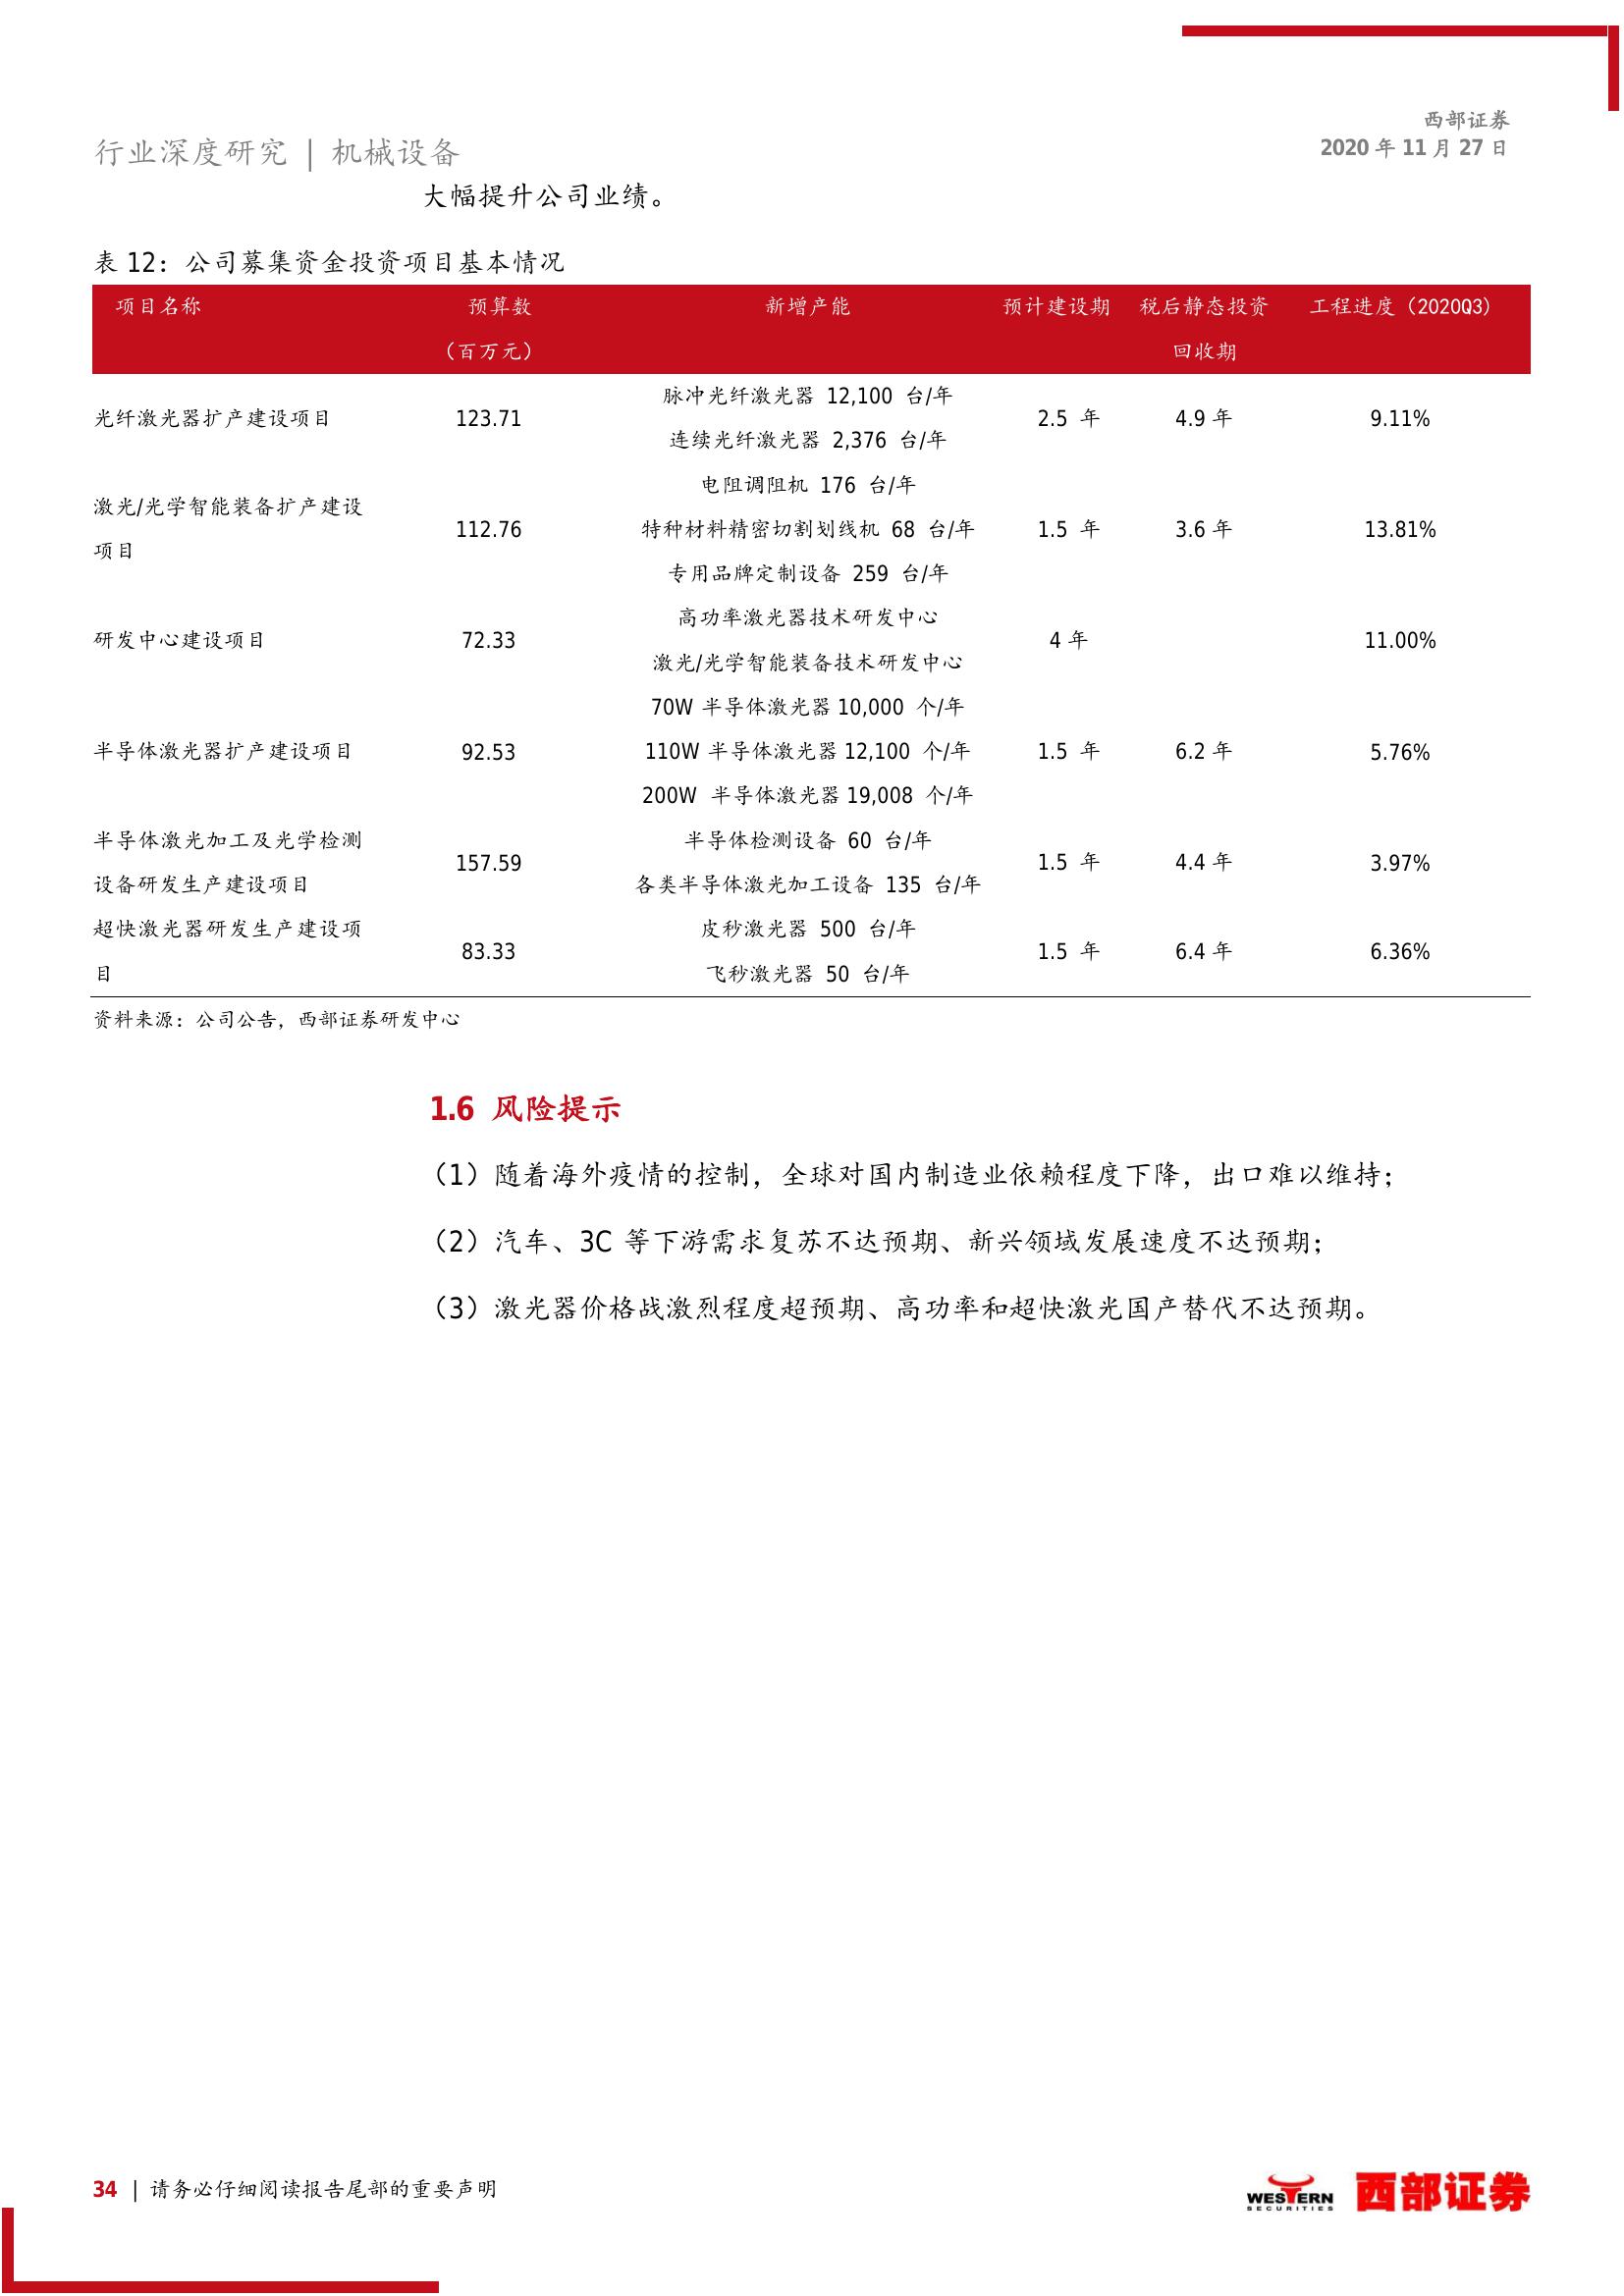 西部证券
2020 年 11 月 27 日
行业深度研究 | 机械设备
大幅提升公司业绩。
表 12：公司募集资金投资项目基本情况
项目名称 预算数 新增产能 预计建设期 税后静态投资 工程进度（2020Q3）
（百万元） 回收期
脉冲光纤激光器 12,100 台/年
光纤激光器扩产建设项目 123.71 2.5 年 4.9 年 9.11%
连续光纤激光器 2,376 台/年
电阻调阻机 176 台/年
激光/光学智能装备扩产建设
112.76 特种材料精密切割划线机 68 台/年 1.5 年 3.6 年 13.81%
项目
专用品牌定制设备 259 台/年
高功率激光器技术研发中心
研发中心建设项目 72.33 4 年 11.00%
激光/光学智能装备技术研发中心
70W 半导体激光器 10,000 个/年
半导体激光器扩产建设项目 92.53 110W 半导体激光器 12,100 个/年 1.5 年 6.2 年 5.76%
200W 半导体激光器 19,008 个/年
半导体激光加工及光学检测 半导体检测设备 60 台/年
157.59 1.5 年 4.4 年 3.97%
设备研发生产建设项目 各类半导体激光加工设备 135 台/年
超快激光器研发生产建设项 皮秒激光器 500 台/年
83.33 1.5 年 6.4 年 6.36%
目 飞秒激光器 50 台/年
资料来源：公司公告，西部证券研发中心
1.6 风险提示
（1）随着海外疫情的控制，全球对国内制造业依赖程度下降，出口难以维持；
（2）汽车、3C 等下游需求复苏不达预期、新兴领域发展速度不达预期；
（3）激光器价格战激烈程度超预期、高功率和超快激光国产替代不达预期。
34 | 请务必仔细阅读报告尾部的重要声明
WESTERN
SECURITIES
西部证券